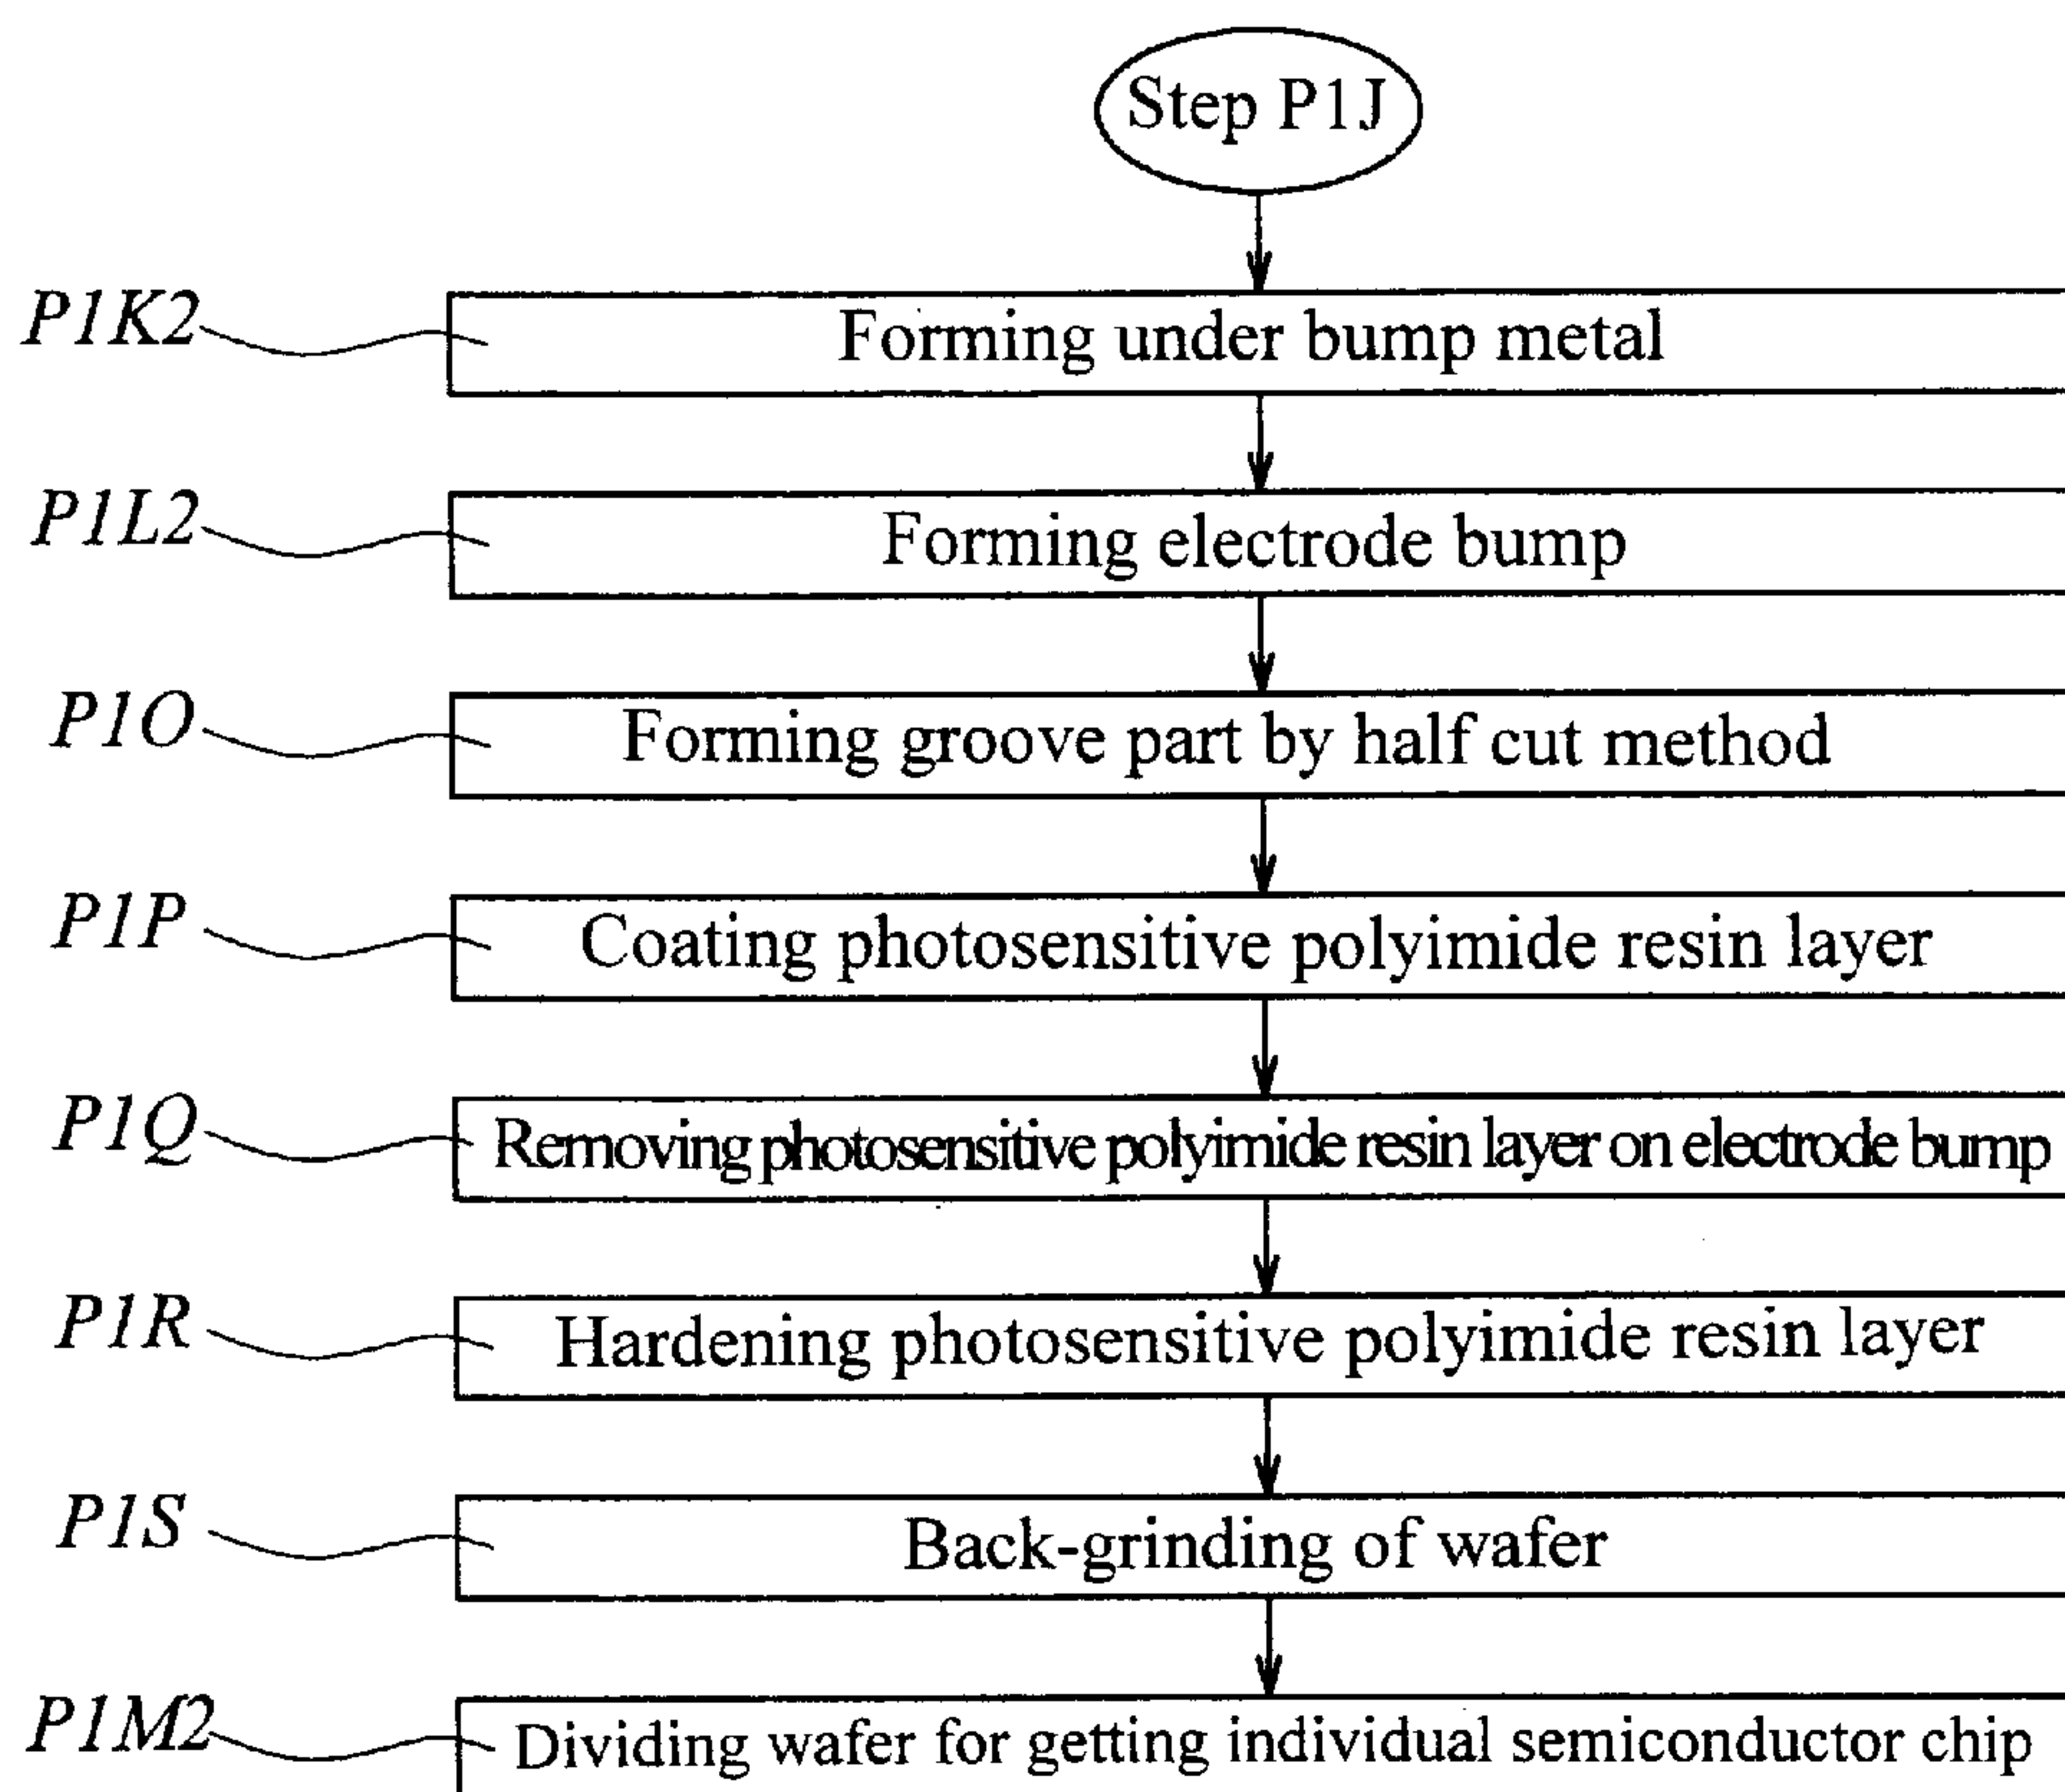 Step P1J
P1K2 Forming under bump metal
P1L2 Forming electrode bump
P1O Forming groove part by half cut method
P1P Coating photosensitive polyimide resin layer
P1Q Removing photosensitive polyimide resin layer on electrode bump
P1R Hardening photosensitive polyimide resin layer
P1S Back-grinding of wafer
P1M2 Dividing wafer for getting individual semiconductor chip